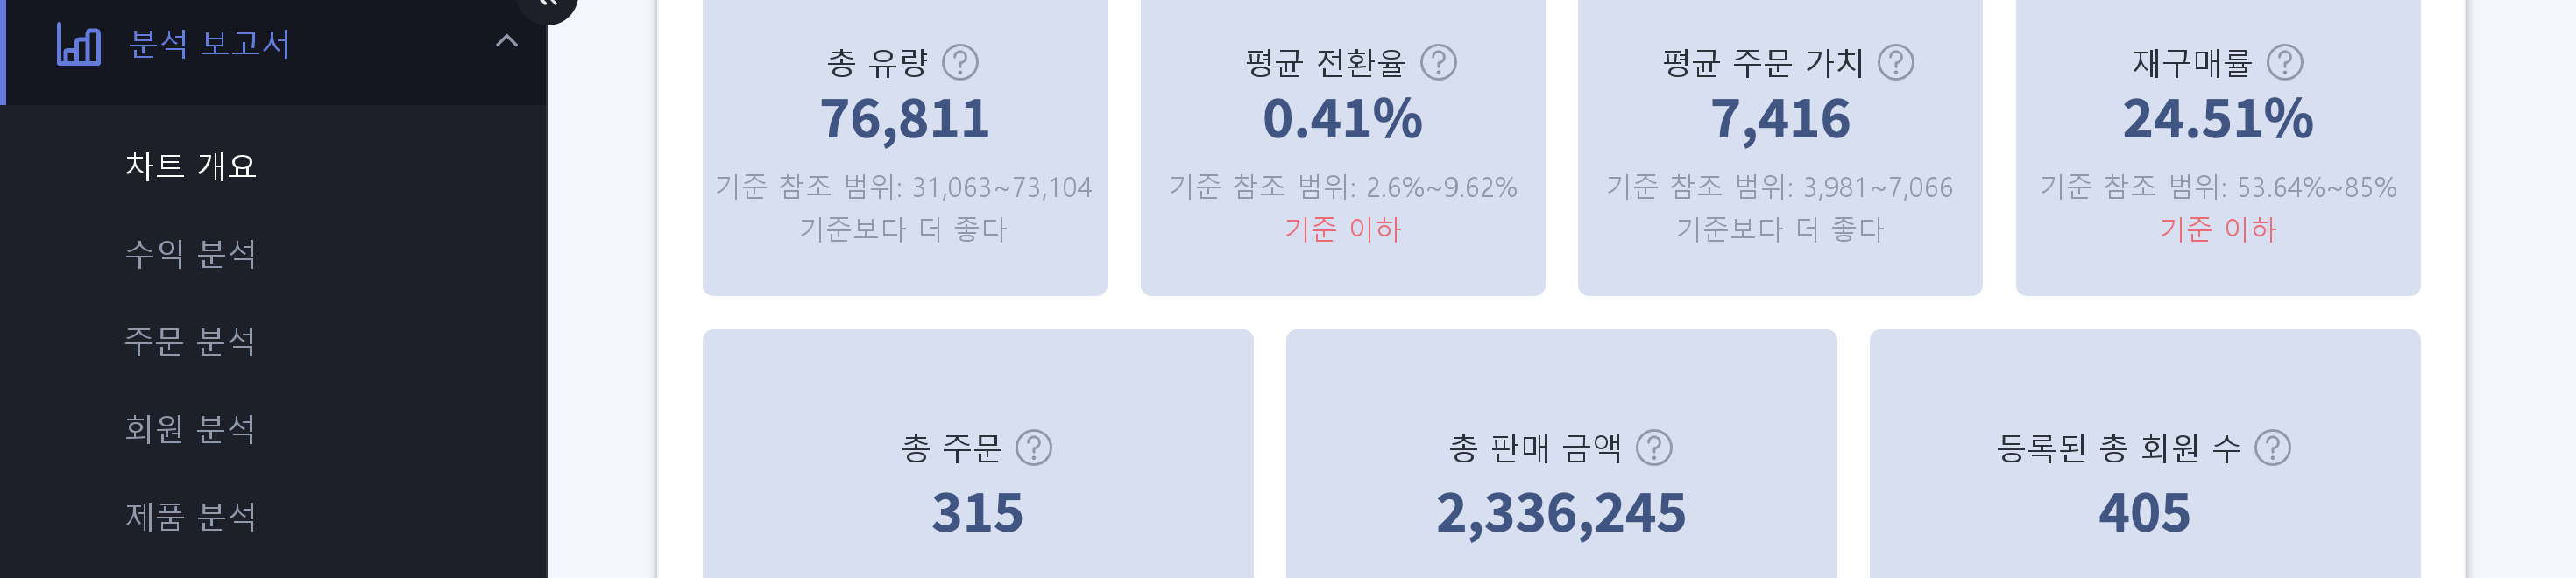 분석 보고서
차트 개요
수익 분석
주문 분석
회원 분석
제품 분석
총 유량
76,811
기준 참조 범위: 31,063~73,104
기준보다 더 좋다
평균 전환율
0.41%
기준 참조 범위: 2.6%~9.62%
기준 이하
평균 주문 가치
7,416
기준 참조 범위: 3,981~7,066
기준보다 더 좋다
재구매률
24.51%
기준 참조 범위: 53.64%~85%
기준 이하
총 주문
315
총 판매 금액
2,336,245
등록된 총 회원 수
405